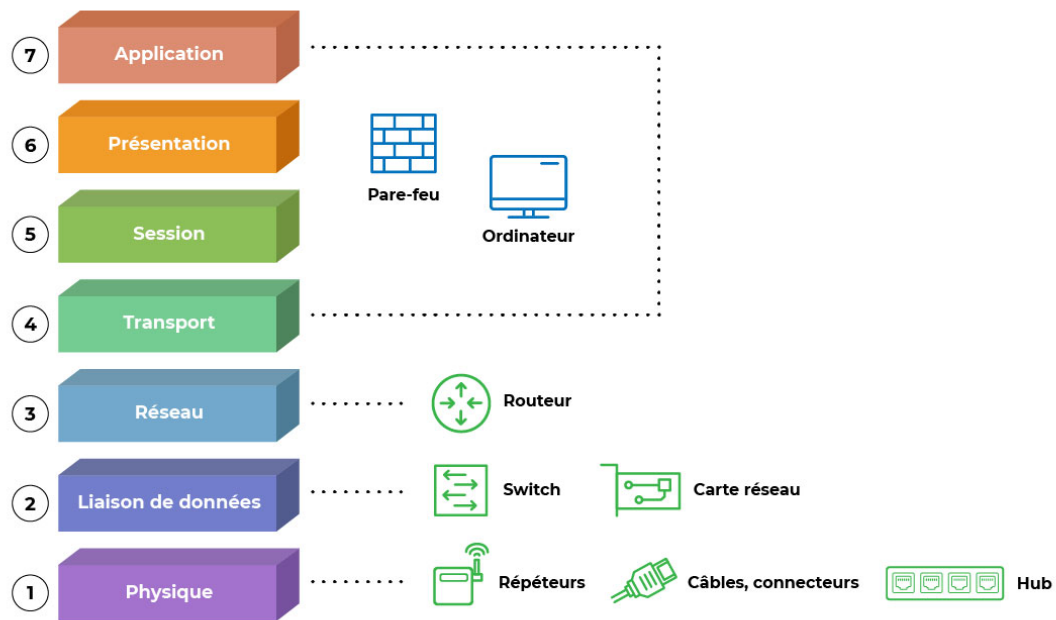 7
Application
6
Présentation
Pare-feu
Ordinateur
5
Session
4
Transport
3
Réseau
Routeur
2
Liaison de données
Switch
Carte réseau
1
Physique
Répéteurs
Câbles, connecteurs
Hub